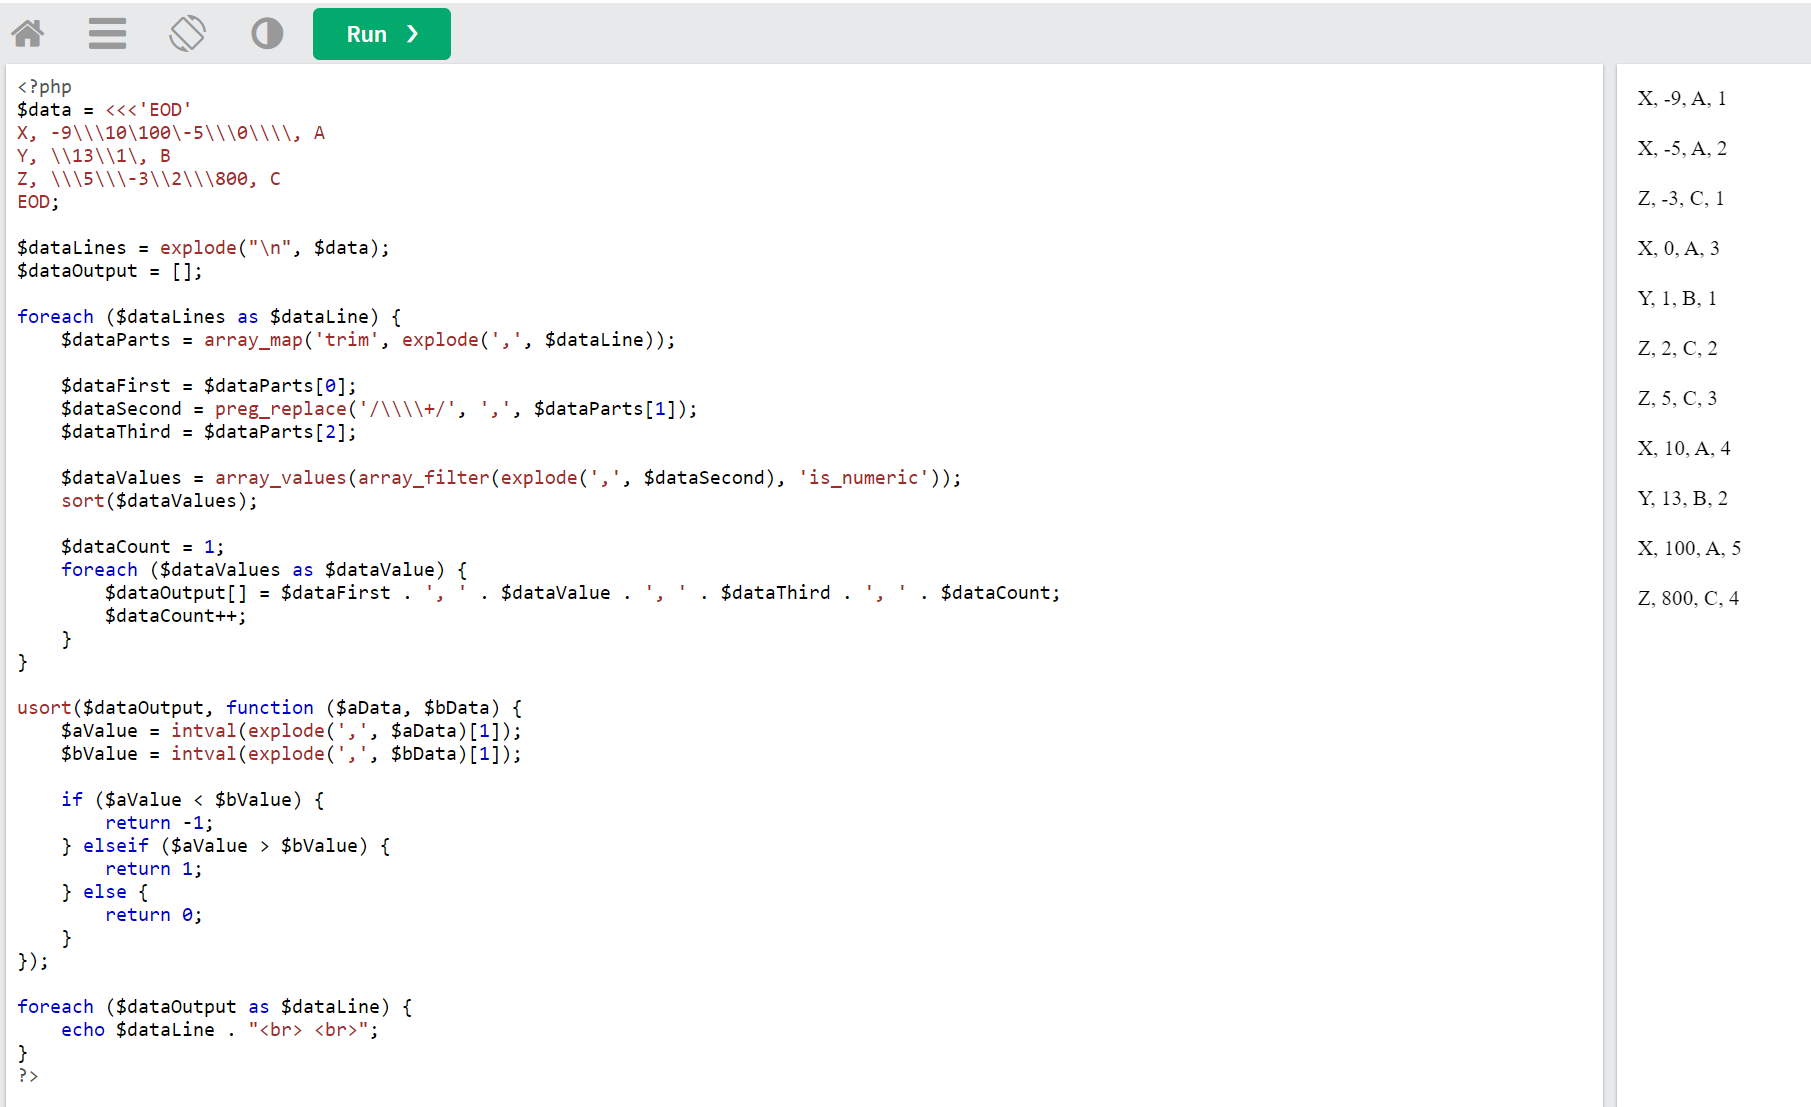 Run ❯
<?php
$data = <<<'EOD'
X, -9\\\10\100\-5\\\0\\\\, A
Y, \\13\\1\, B
Z, \\\5\\\-3\\2\\\800, C
EOD;

$dataLines = explode("\n", $data);
$dataOutput = [];

foreach ($dataLines as $dataLine) {
    $dataParts = array_map('trim', explode(',', $dataLine));

    $dataFirst = $dataParts[0];
    $dataSecond = preg_replace('/\\\\+/', ',', $dataParts[1]);
    $dataThird = $dataParts[2];

    $dataValues = array_values(array_filter(explode(',', $dataSecond), 'is_numeric'));
    sort($dataValues);

    $dataCount = 1;
    foreach ($dataValues as $dataValue) {
        $dataOutput[] = $dataFirst . ', ' . $dataValue . ', ' . $dataThird . ', ' . $dataCount;
        $dataCount++;
    }
}

usort($dataOutput, function ($aData, $bData) {
    $aValue = intval(explode(',', $aData)[1]);
    $bValue = intval(explode(',', $bData)[1]);

    if ($aValue < $bValue) {
        return -1;
    } elseif ($aValue > $bValue) {
        return 1;
    } else {
        return 0;
    }
});

foreach ($dataOutput as $dataLine) {
    echo $dataLine . "<br> <br>";
}
?>
X, -9, A, 1
X, -5, A, 2
Z, -3, C, 1
X, 0, A, 3
Y, 1, B, 1
Z, 2, C, 2
Z, 5, C, 3
X, 10, A, 4
Y, 13, B, 2
X, 100, A, 5
Z, 800, C, 4